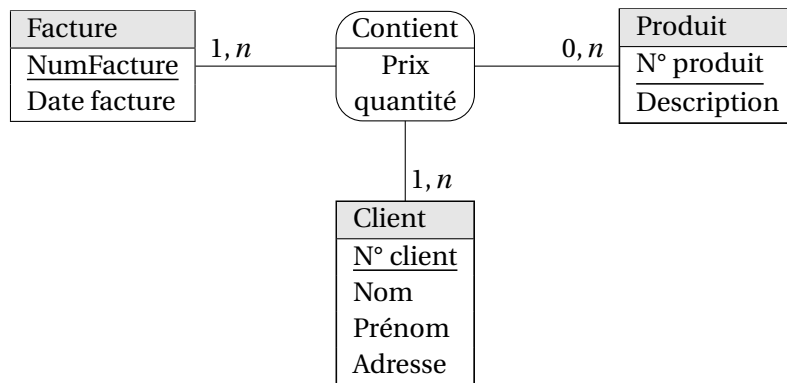 Facture
NumFacture
Date facture
1, n
Contient
Prix
quantité
0, n
Produit
N° produit
Description
1, n
Client
N° client
Nom
Prénom
Adresse